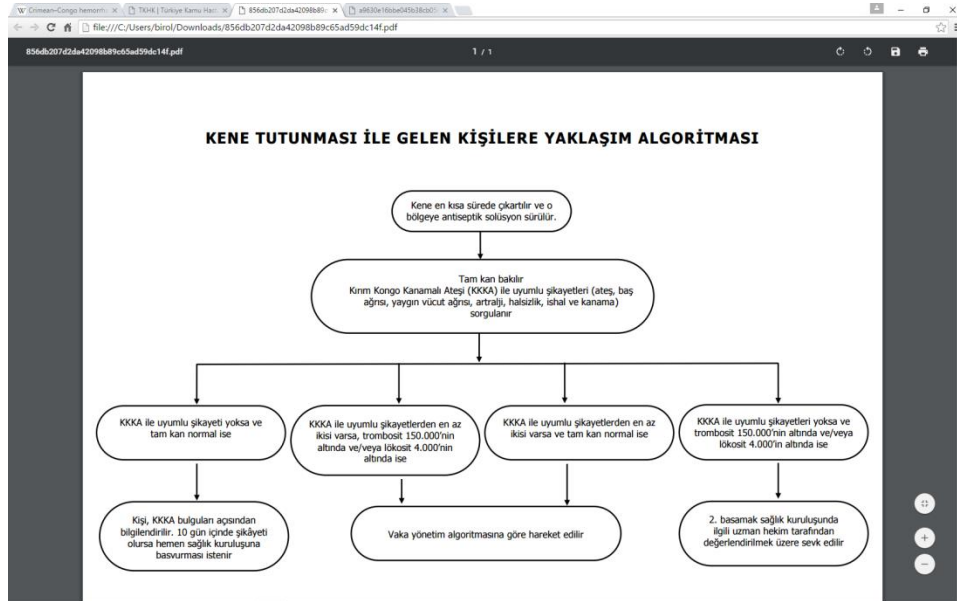 Crimean-Congo hemorrh
TKHK | Türkiye Kamu Hast
856db207d2da42098b89c
a9630e16bbe045b38cb0
file:///C:/Users/birol/Downloads/856db207d2da42098b89c65ad59dc14f.pdf
856db207d2da42098b89c65ad59dc14f.pdf
1 / 1
KENE TUTUNMASI İLE GELEN KİŞİLERE YAKLAŞIM ALGORİTMASI
Kene en kısa sürede çıkartılır ve o
bölgeye antiseptik solüsyon sürülür.
Tam kan bakılır
Kırım Kongo Kanamalı Ateşi (KKKA) ile uyumlu şikayetleri (ateş, baş
ağrısı, yaygın vücut ağrısı, artralji, halsizlik, ishal ve kanama)
sorgulanır
KKKA ile uyumlu şikayeti yoksa ve
tam kan normal ise
KKKA ile uyumlu şikayetlerden en az
ikisi varsa, trombosit 150.000’nin
altında ve/veya lökosit 4.000’nin
altında ise
KKKA ile uyumlu şikayetlerden en az
ikisi varsa ve tam kan normal ise
KKKA ile uyumlu şikayetleri yoksa ve
trombosit 150.000’nin altında ve/veya
lökosit 4.000’in altında ise
Kişi, KKKA bulguları açısından
bilgilendirilir. 10 gün içinde şikâyeti
olursa hemen sağlık kuruluşuna
basvurması istenir
Vaka yönetim algoritmasına göre hareket edilir
2. basamak sağlık kuruluşunda
ilgili uzman hekim tarafından
değerlendirilmek üzere sevk edilir